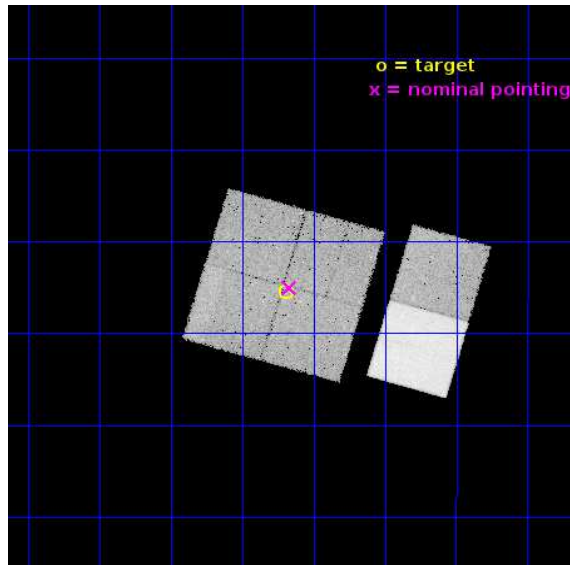 o = target
x = nominal pointing